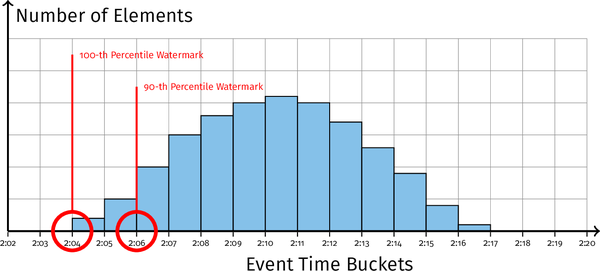 Number of Elements
100-th Percentile Watermark
90-th Percentile Watermark
2:02 2:03 2:04 2:05 2:06 2:07 2:08 2:09 2:10 2:11 2:12 2:13 2:14 2:15 2:16 2:17 2:18 2:19 2:20
Event Time Buckets